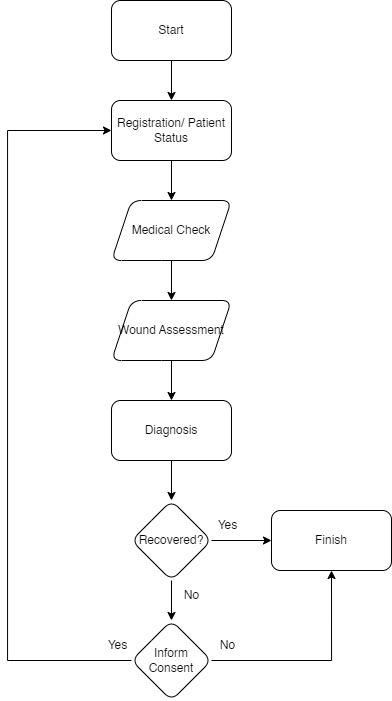 Start
Registration/ Patient
Status
Medical Check
Wound Assessment
Diagnosis
Recovered?
Yes
Finish
No
Yes
Inform
Consent
No